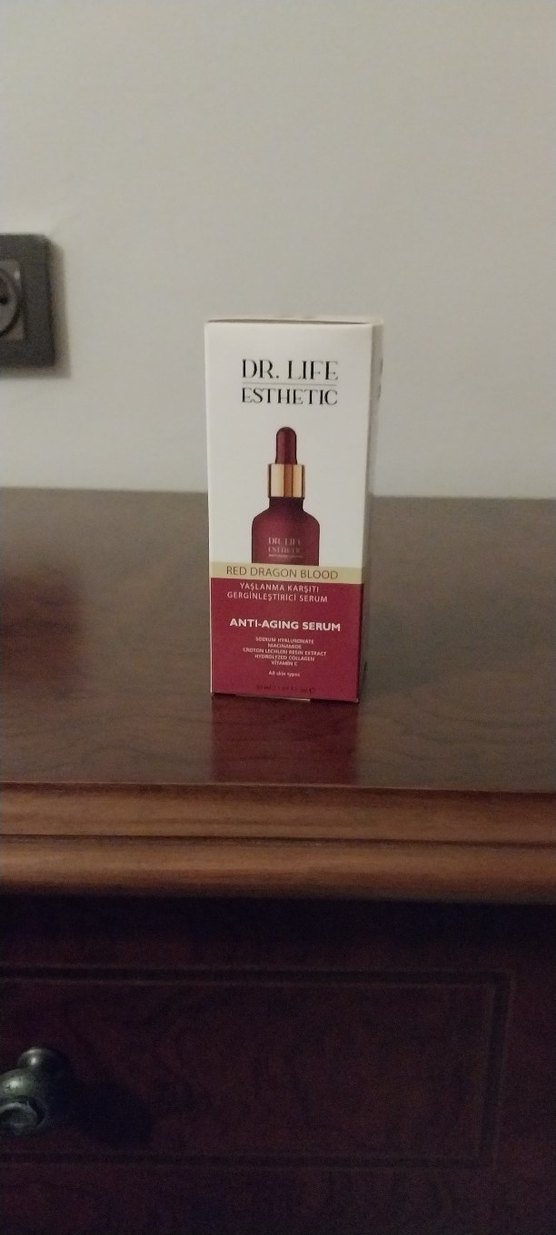 DR. LIFE
ESTHETIC
DR. LIFE
ESTHETIC
RED DRAGON BLOOD
YAŞLANMA KARŞITI
GERGİNLEŞTİRİCİ SERUM
ANTI-AGING SERUM
SODIUM HYALURONATE
NIACINAMIDE
CROTON LECHLERI RESIN EXTRACT
HYDROLYZED COLLAGEN
VITAMIN E
All skin types